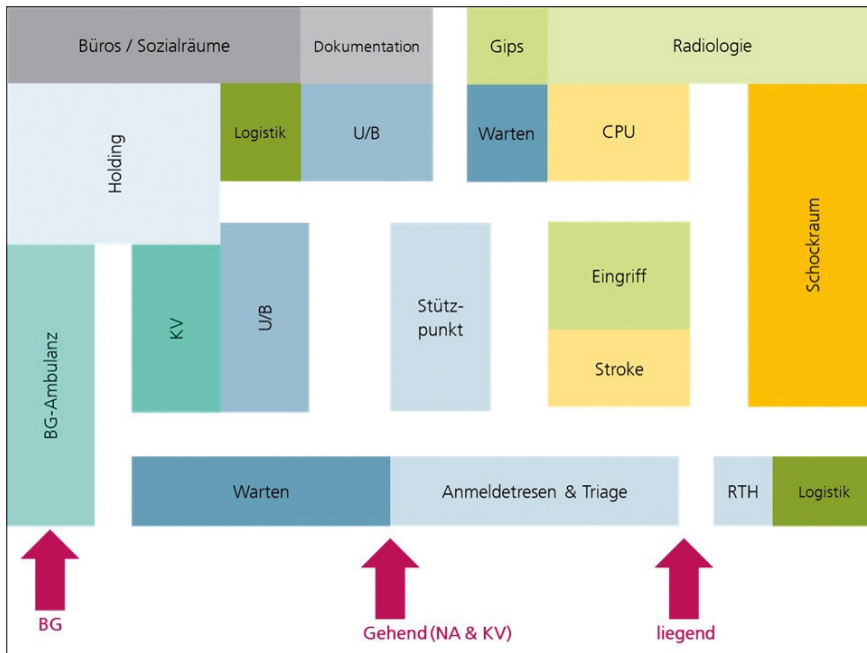 Büros / Sozialräume
Dokumentation
Gips
Radiologie
Holding
Logistik
U/B
Warten
CPU
Schockraum
BG-Ambulanz
KV
U/B
Stütz-
punkt
Eingriff
Stroke
Warten
Anmeldetresen & Triage
RTH
Logistik
BG
Gehend (NA & KV)
liegend